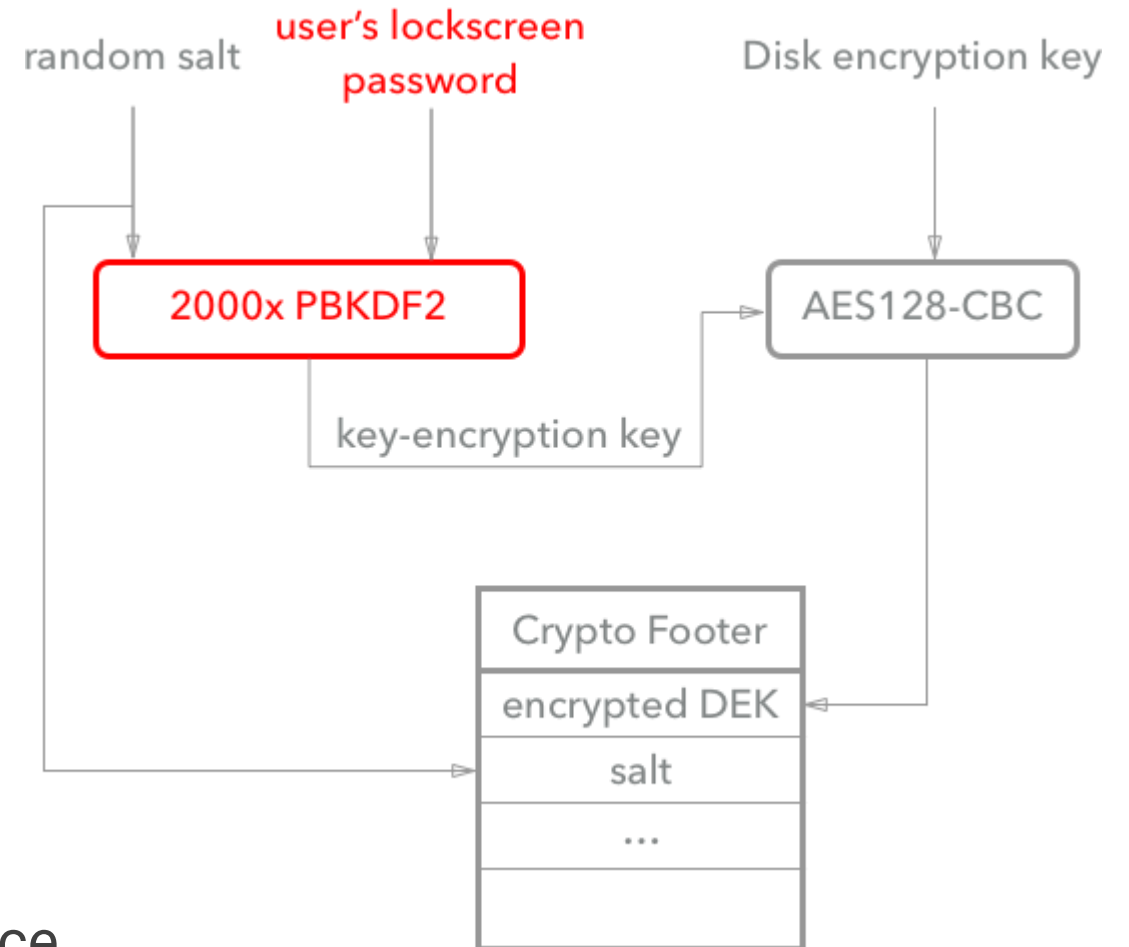 random salt
user's lockscreen
password
Disk encryption key
2000x PBKDF2
AES128-CBC
key-encryption key
Crypto Footer
encrypted DEK
salt
...